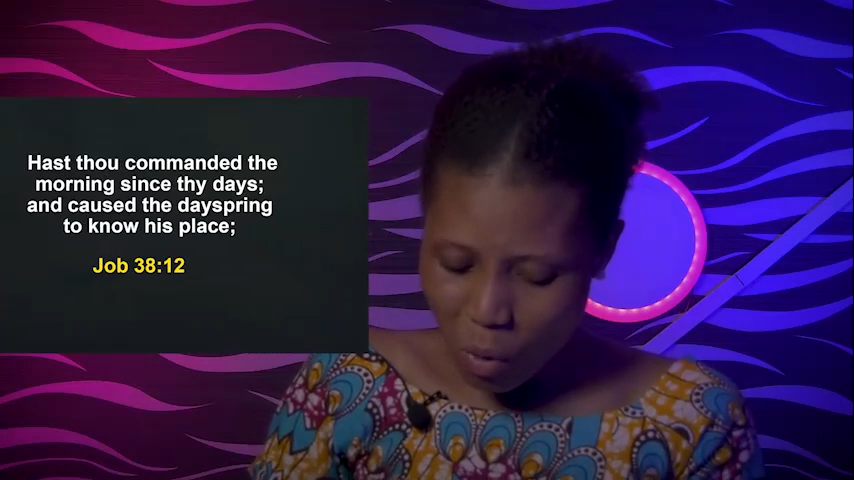 Hast thou commanded the
morning since thy days;
and caused the dayspring
to know his place;
Job 38:12